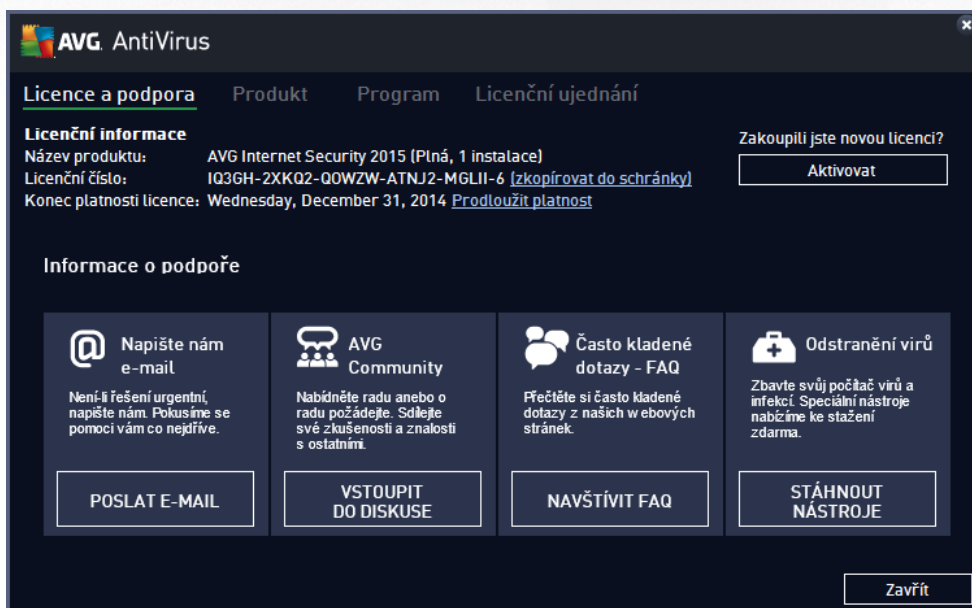 AVG. AntiVirus
Licence a podpora Produkt Program Licenční ujednání
Licenční informace
Název produktu: AVG Internet Security 2015 (Plná, 1 instalace)
Licenční číslo: IQ3GH-2XKQ2-QOWZW-ATNJ2-MGLII-6 (zkopírovat do schránky)
Konec platnosti licence: Wednesday, December 31, 2014 Prodloužit platnost
Zakoupili jste novou licenci?
Aktivovat
Informace o podpoře
Napište nám
e-mail
Není-li řešení urgentní,
napište nám. Pokusíme se
pomoci vám co nejdříve.
POSLAT E-MAIL
AVG
Community
Nabídněte radu anebo o
radu požádejte. Sdílejte
své zkušenosti a znalosti
s ostatními.
VSTOUPIT
DO DISKUSE
Často kladené
dotazy - FAQ
Přečtěte si často kladené
dotazy z našich webových
stránek.
NAVŠTÍVIT FAQ
Odstranění virů
Zbavte svůj počítač virů a
infekcí. Speciální nástroje
nabízíme ke stažení
zdarma.
STÁHNOUT
NÁSTROJE
Zavřít